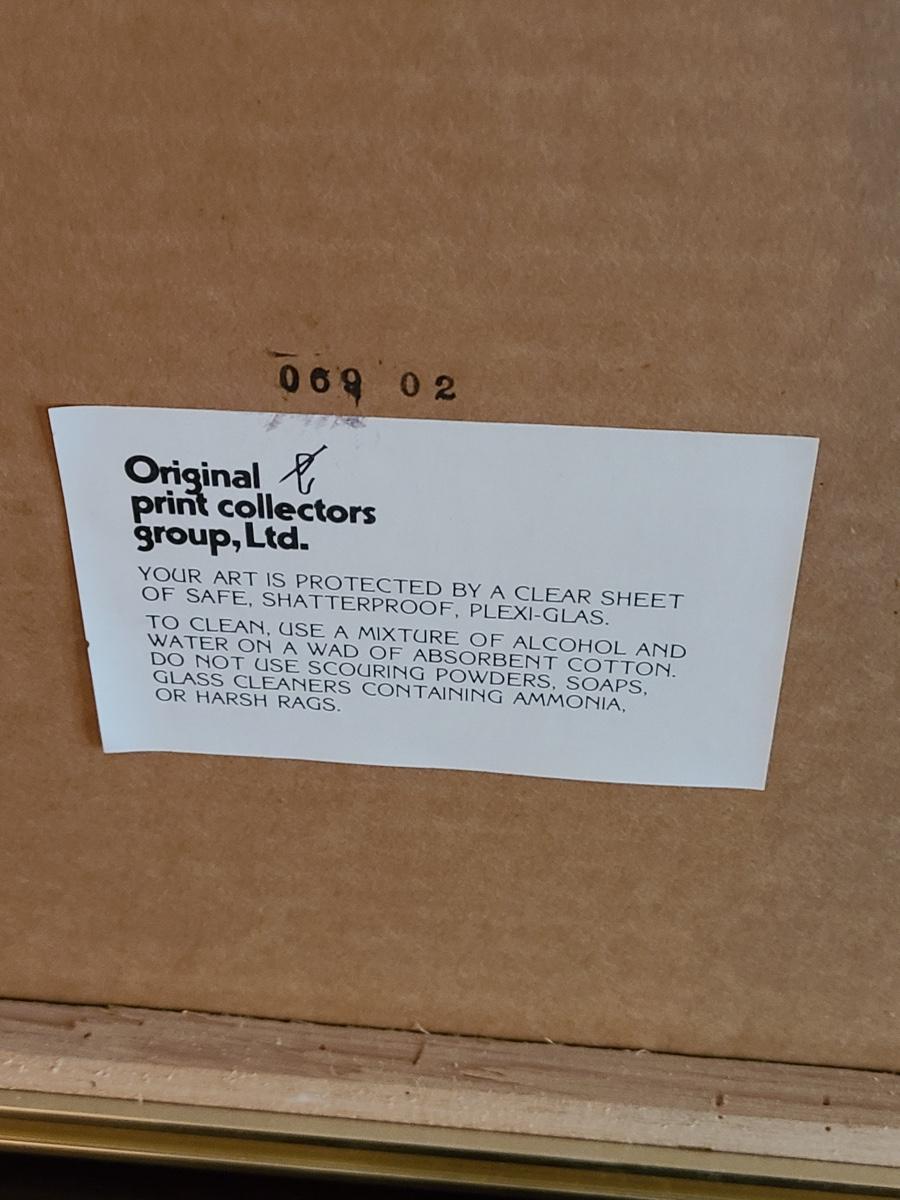 069 02
Original
print collectors
group, Ltd.
YOUR ART IS PROTECTED BY A CLEAR SHEET
OF SAFE, SHATTERPROOF, PLEXI-GLAS.
TO CLEAN, USE A MIXTURE OF ALCOHOL AND
WATER ON A WAD OF ABSORBENT COTTON.
DO NOT USE SCOURING POWDERS, SOAPS,
GLASS CLEANERS CONTAINING AMMONIA,
OR HARSH RAGS.